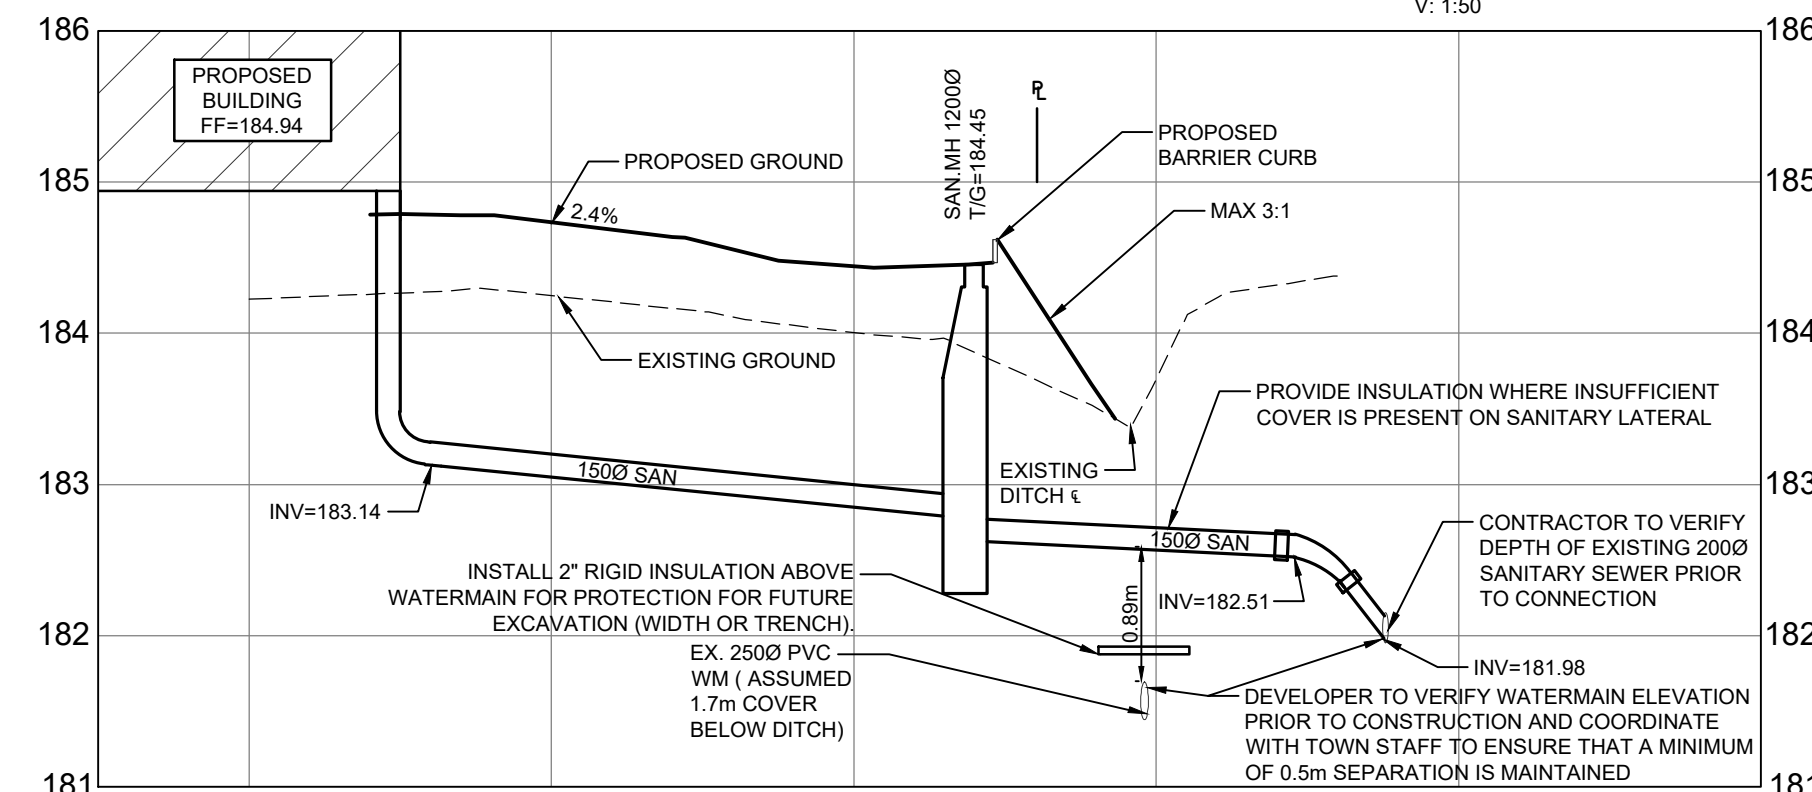 V: 1:50
186
186
PROPOSED
BUILDING
FF=184.94
SAN.MH 1200Ø
T/G=184.45
PL
PROPOSED
BARRIER CURB
PROPOSED GROUND
185
185
2.4%
MAX 3:1
184
184
EXISTING GROUND
PROVIDE INSULATION WHERE INSUFFICIENT
COVER IS PRESENT ON SANITARY LATERAL
EXISTING
DITCH ℄
150Ø SAN
183
183
INV=183.14
CONTRACTOR TO VERIFY
DEPTH OF EXISTING 200Ø
SANITARY SEWER PRIOR
TO CONNECTION
150Ø SAN
INSTALL 2" RIGID INSULATION ABOVE
WATERMAIN FOR PROTECTION FOR FUTURE
EXCAVATION (WIDTH OR TRENCH).
0.89m
INV=182.51
182
182
EX. 250Ø PVC
WM ( ASSUMED
1.7m COVER
BELOW DITCH)
INV=181.98
DEVELOPER TO VERIFY WATERMAIN ELEVATION
PRIOR TO CONSTRUCTION AND COORDINATE
WITH TOWN STAFF TO ENSURE THAT A MINIMUM
OF 0.5m SEPARATION IS MAINTAINED
181
181